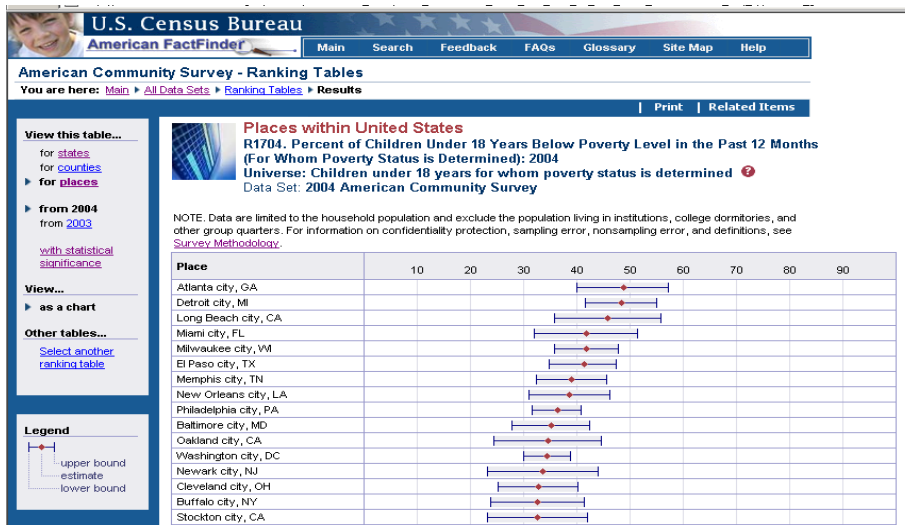 U.S. Census Bureau
American FactFinder
Main Search Feedback FAQs Glossary Site Map Help
American Community Survey - Ranking Tables
You are here: Main ▶ All Data Sets ▶ Ranking Tables ▶ Results
| Print | Related Items
View this table...
for states
for counties
for places
from 2004
from 2003
with statistical
significance
View...
as a chart
Other tables...
Select another
ranking table
Legend
upper bound
estimate
lower bound
Places within United States
R1704. Percent of Children Under 18 Years Below Poverty Level in the Past 12 Months
(For Whom Poverty Status is Determined): 2004
Universe: Children under 18 years for whom poverty status is determined ?
Data Set: 2004 American Community Survey
NOTE. Data are limited to the household population and exclude the population living in institutions, college dormitories, and
other group quarters. For information on confidentiality protection, sampling error, nonsampling error, and definitions, see
Survey Methodology.
Place 10 20 30 40 50 60 70 80 90
Atlanta city, GA
Detroit city, MI
Long Beach city, CA
Miami city, FL
Milwaukee city, WI
El Paso city, TX
Memphis city, TN
New Orleans city, LA
Philadelphia city, PA
Baltimore city, MD
Oakland city, CA
Washington city, DC
Newark city, NJ
Cleveland city, OH
Buffalo city, NY
Stockton city, CA